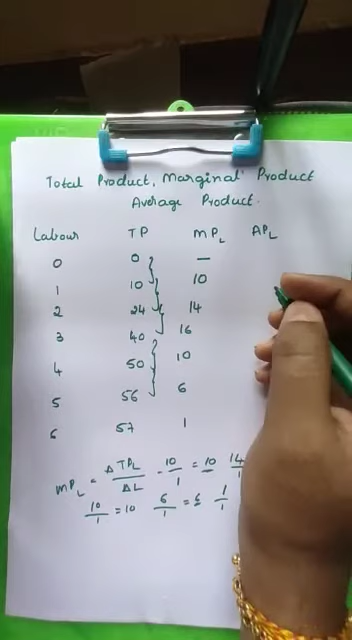 Total Product, Marginal Product
Average Product.
Labour TP MPL APL
0 0 —
1 10 10
2 24 14
3 40 16
4 50 10
5 56 6
6 57 1
MPL = ΔTPL/ΔL - 10/1 = 10 14/1
10/1 = 10 6/1 = 6 1/1